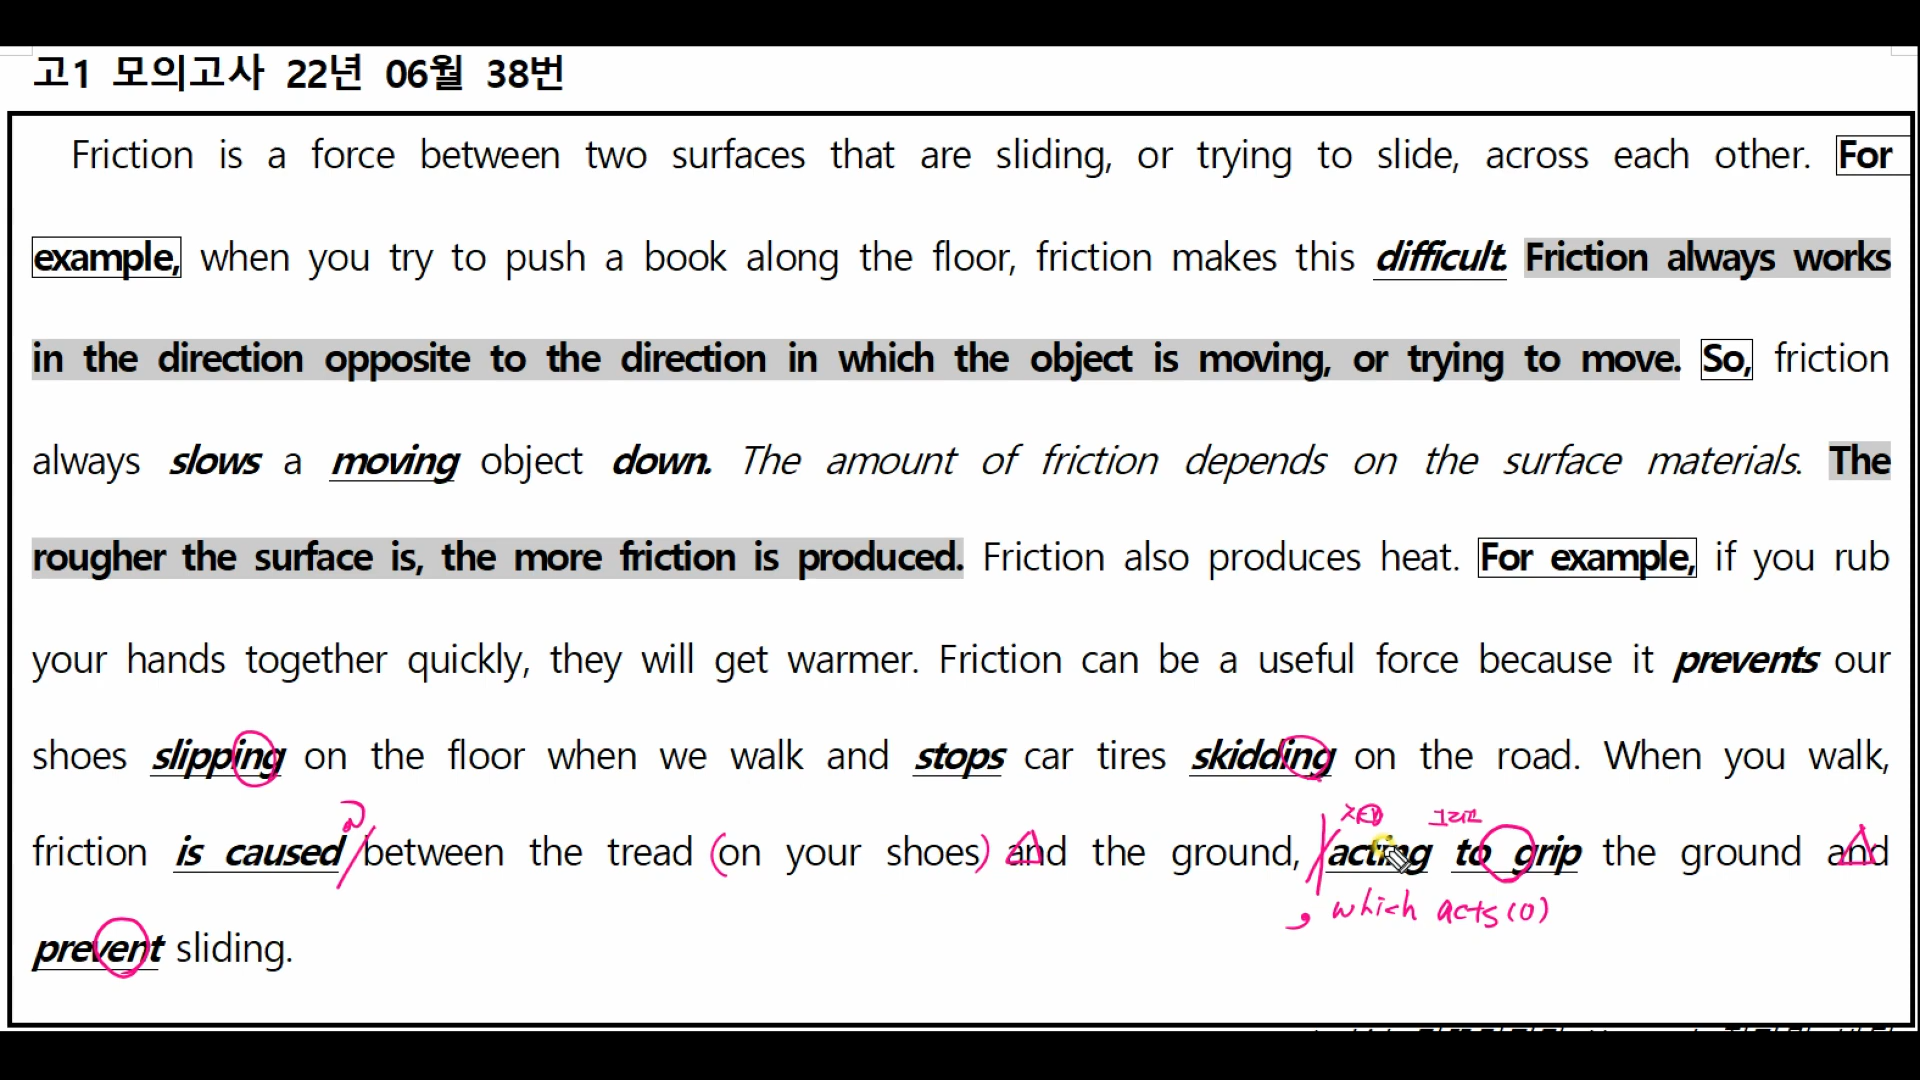 고1 모의고사 22년 06월 38번
Friction is a force between two surfaces that are sliding, or trying to slide, across each other. For
example, when you try to push a book along the floor, friction makes this difficult. Friction always works
in the direction opposite to the direction in which the object is moving, or trying to move. So, friction
always slows a moving object down. The amount of friction depends on the surface materials. The
rougher the surface is, the more friction is produced. Friction also produces heat. For example, if you rub
your hands together quickly, they will get warmer. Friction can be a useful force because it prevents our
shoes slipping on the floor when we walk and stops car tires skidding on the road. When you walk,
그리고
friction is caused between the tread (on your shoes) and the ground, acting to grip the ground and
, which acts(0)
prevent sliding.